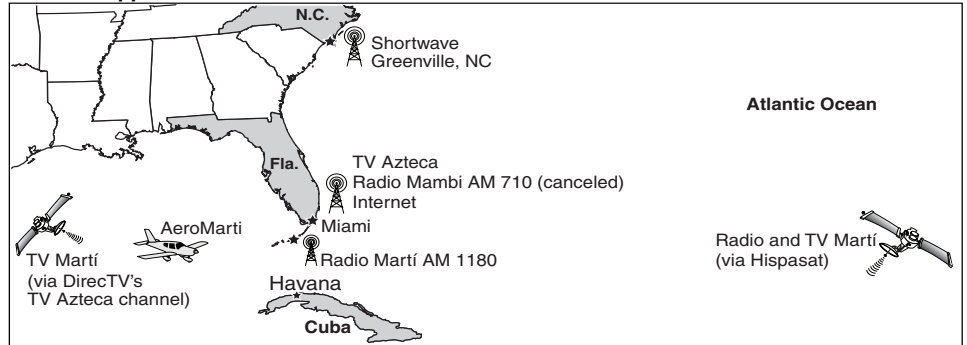 N.C.
Shortwave
Greenville, NC
Atlantic Ocean
Fla.
TV Azteca
Radio Mambi AM 710 (canceled)
Internet
Miami
AeroMarti
TV Martí
(via DirecTV's
TV Azteca channel)
Radio Martí AM 1180
Radio and TV Martí
(via Hispasat)
Havana
Cuba